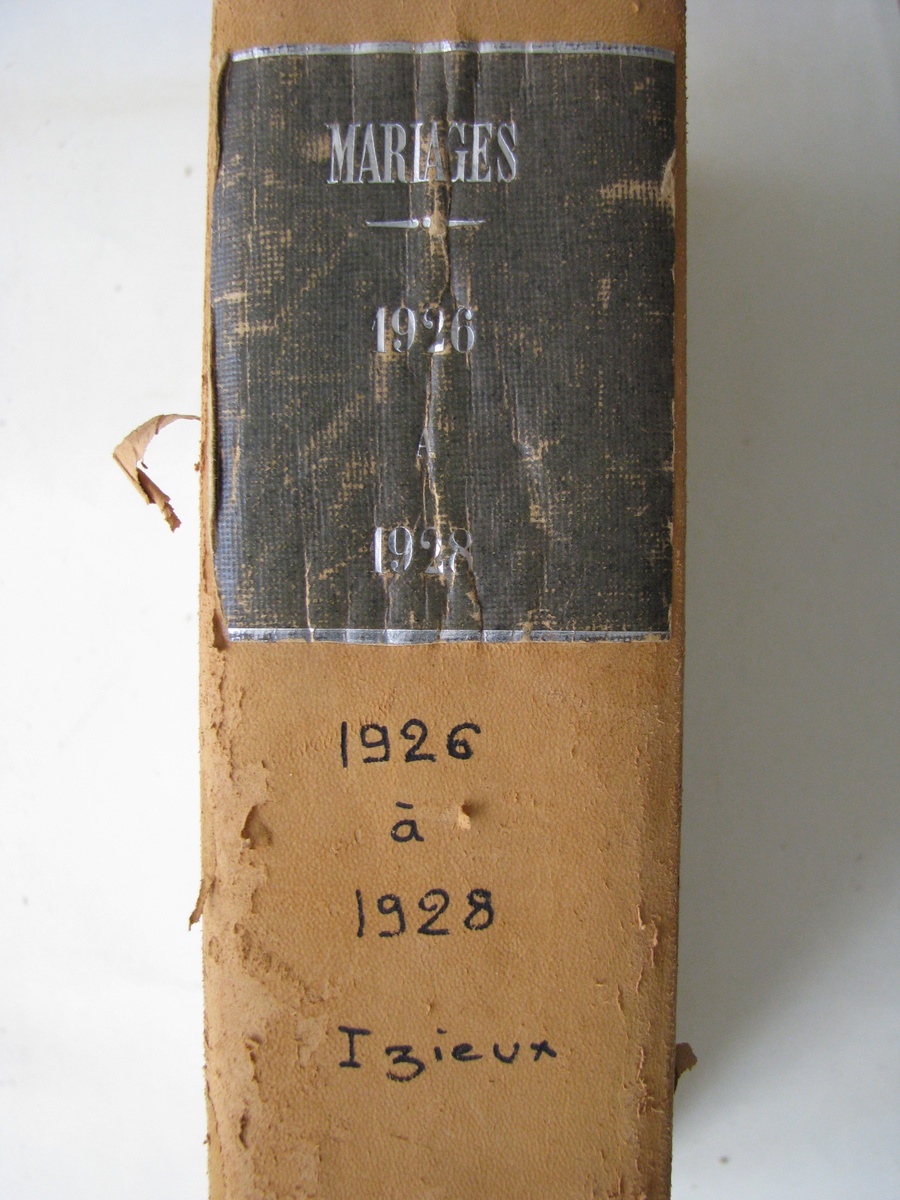 MARIAGES
1926
A
1928
1926
à
1928
Izieux